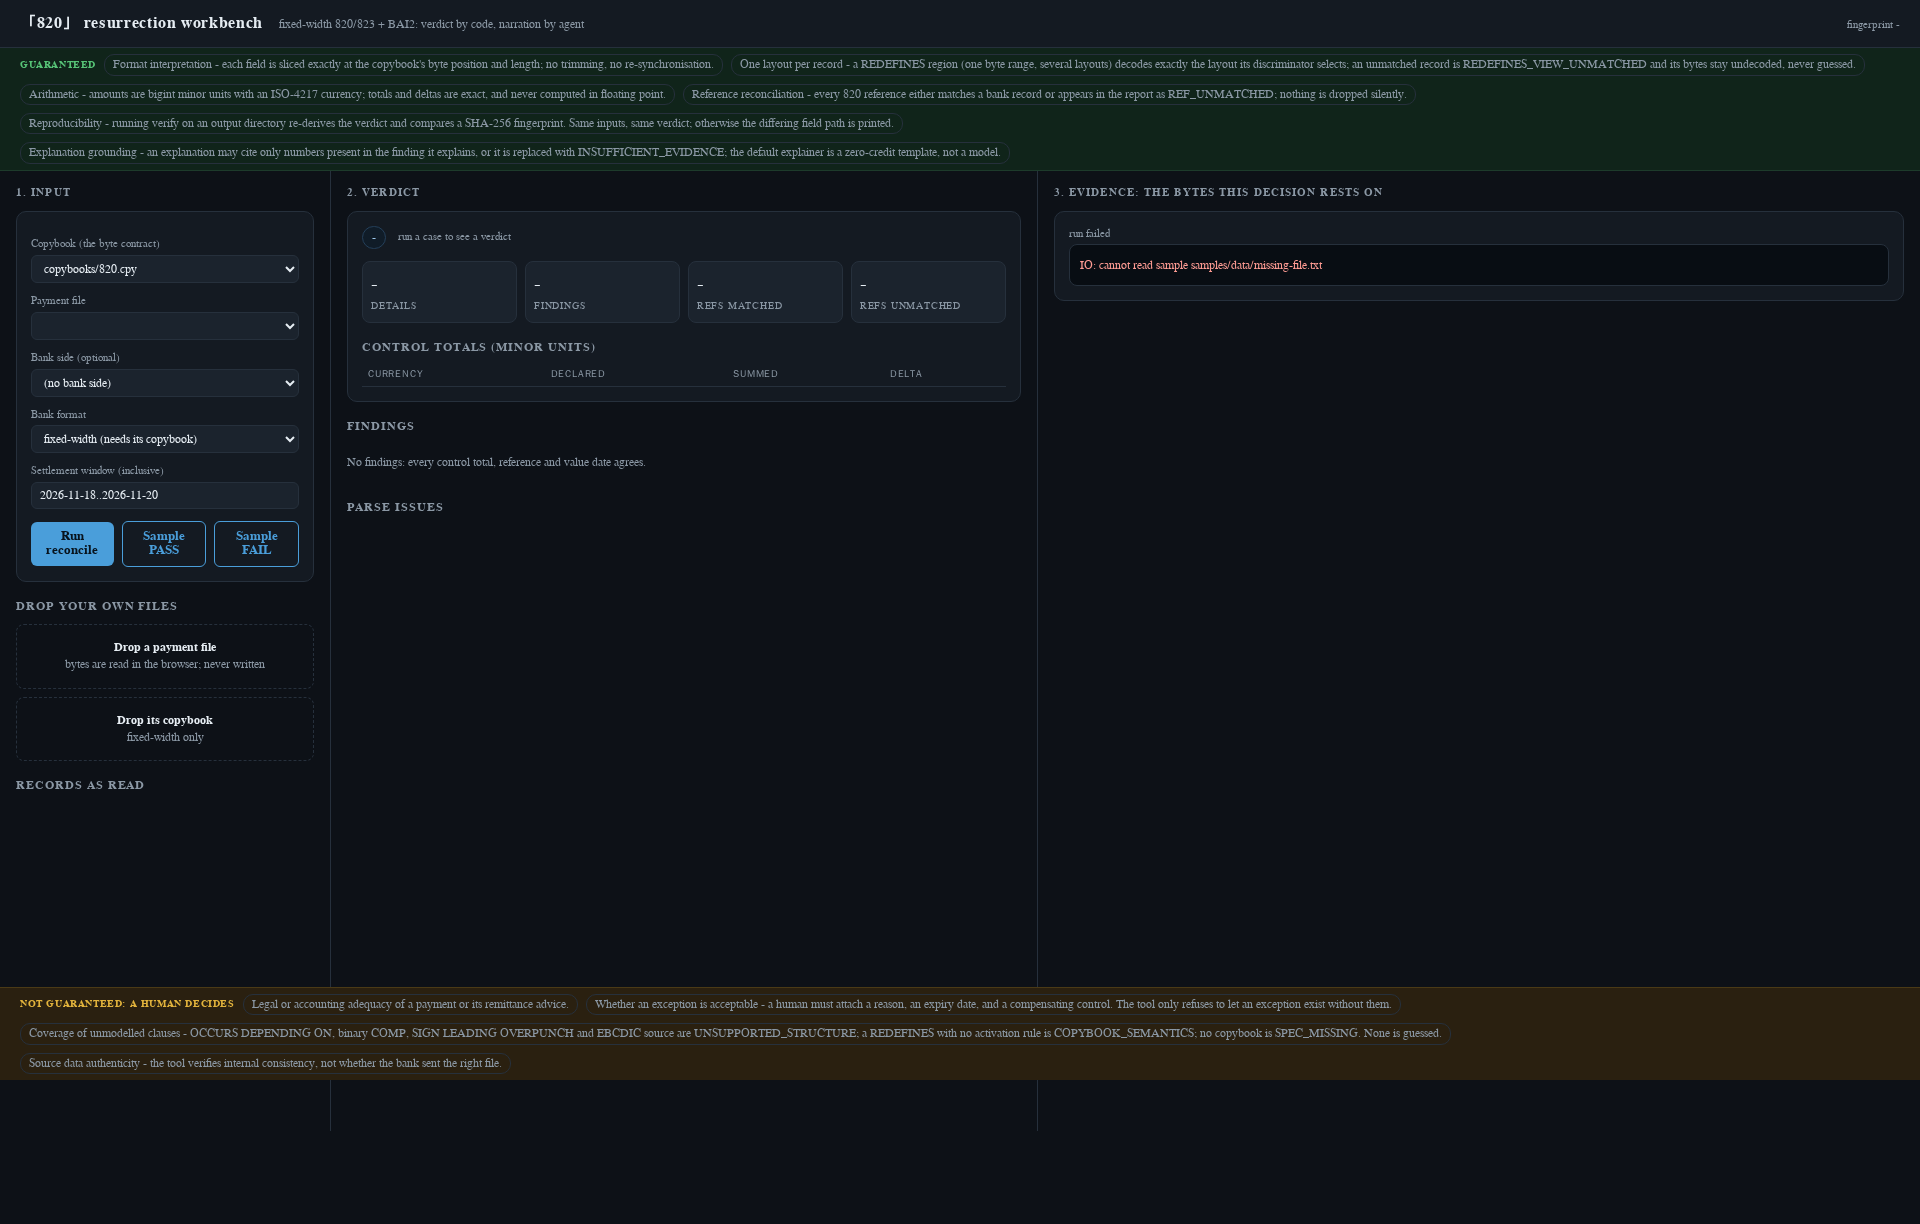 「820」 resurrection workbench
fixed-width 820/823 + BAI2: verdict by code, narration by agent
fingerprint -
GUARANTEED
Format interpretation - each field is sliced exactly at the copybook's byte position and length; no trimming, no re-synchronisation.
One layout per record - a REDEFINES region (one byte range, several layouts) decodes exactly the layout its discriminator selects; an unmatched record is REDEFINES_VIEW_UNMATCHED and its bytes stay undecoded, never guessed.
Arithmetic - amounts are bigint minor units with an ISO-4217 currency; totals and deltas are exact, and never computed in floating point.
Reference reconciliation - every 820 reference either matches a bank record or appears in the report as REF_UNMATCHED; nothing is dropped silently.
Reproducibility - running verify on an output directory re-derives the verdict and compares a SHA-256 fingerprint. Same inputs, same verdict; otherwise the differing field path is printed.
Explanation grounding - an explanation may cite only numbers present in the finding it explains, or it is replaced with INSUFFICIENT_EVIDENCE; the default explainer is a zero-credit template, not a model.
1. INPUT
Copybook (the byte contract)
copybooks/820.cpy
Payment file
Bank side (optional)
(no bank side)
Bank format
fixed-width (needs its copybook)
Settlement window (inclusive)
2026-11-18..2026-11-20
Run
reconcile
Sample
PASS
Sample
FAIL
DROP YOUR OWN FILES
Drop a payment file
bytes are read in the browser; never written
Drop its copybook
fixed-width only
RECORDS AS READ
2. VERDICT
-
run a case to see a verdict
–
DETAILS
–
FINDINGS
–
REFS MATCHED
–
REFS UNMATCHED
CONTROL TOTALS (MINOR UNITS)
CURRENCY DECLARED SUMMED DELTA
FINDINGS
No findings: every control total, reference and value date agrees.
PARSE ISSUES
3. EVIDENCE: THE BYTES THIS DECISION RESTS ON
run failed
IO: cannot read sample samples/data/missing-file.txt
NOT GUARANTEED: A HUMAN DECIDES
Legal or accounting adequacy of a payment or its remittance advice.
Whether an exception is acceptable - a human must attach a reason, an expiry date, and a compensating control. The tool only refuses to let an exception exist without them.
Coverage of unmodelled clauses - OCCURS DEPENDING ON, binary COMP, SIGN LEADING OVERPUNCH and EBCDIC source are UNSUPPORTED_STRUCTURE; a REDEFINES with no activation rule is COPYBOOK_SEMANTICS; no copybook is SPEC_MISSING. None is guessed.
Source data authenticity - the tool verifies internal consistency, not whether the bank sent the right file.